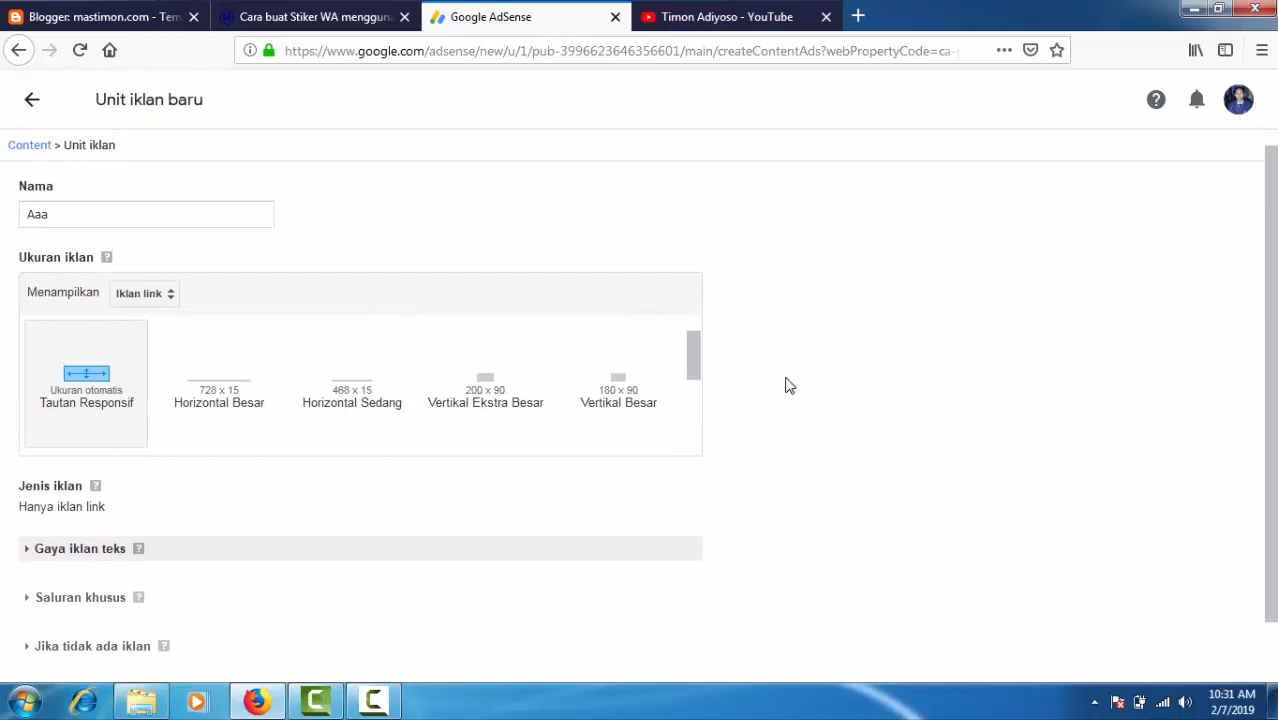 Blogger: mastimon.com - Tem
Cara buat Stiker WA mengguna
Google AdSense
Timon Adiyoso - YouTube
https://www.google.com/adsense/new/u/1/pub-3996623646356601/main/createContentAds?webPropertyCode=ca-
Unit iklan baru
Content > Unit iklan
Nama
Aaa
Ukuran iklan ?
Menampilkan Iklan link
Ukuran otomatis
Tautan Responsif
728 x 15
Horizontal Besar
468 x 15
Horizontal Sedang
200 x 90
Vertikal Ekstra Besar
180 x 90
Vertikal Besar
Jenis iklan ?
Hanya iklan link
Gaya iklan teks ?
Saluran khusus ?
Jika tidak ada iklan ?
10:31 AM
2/7/2019